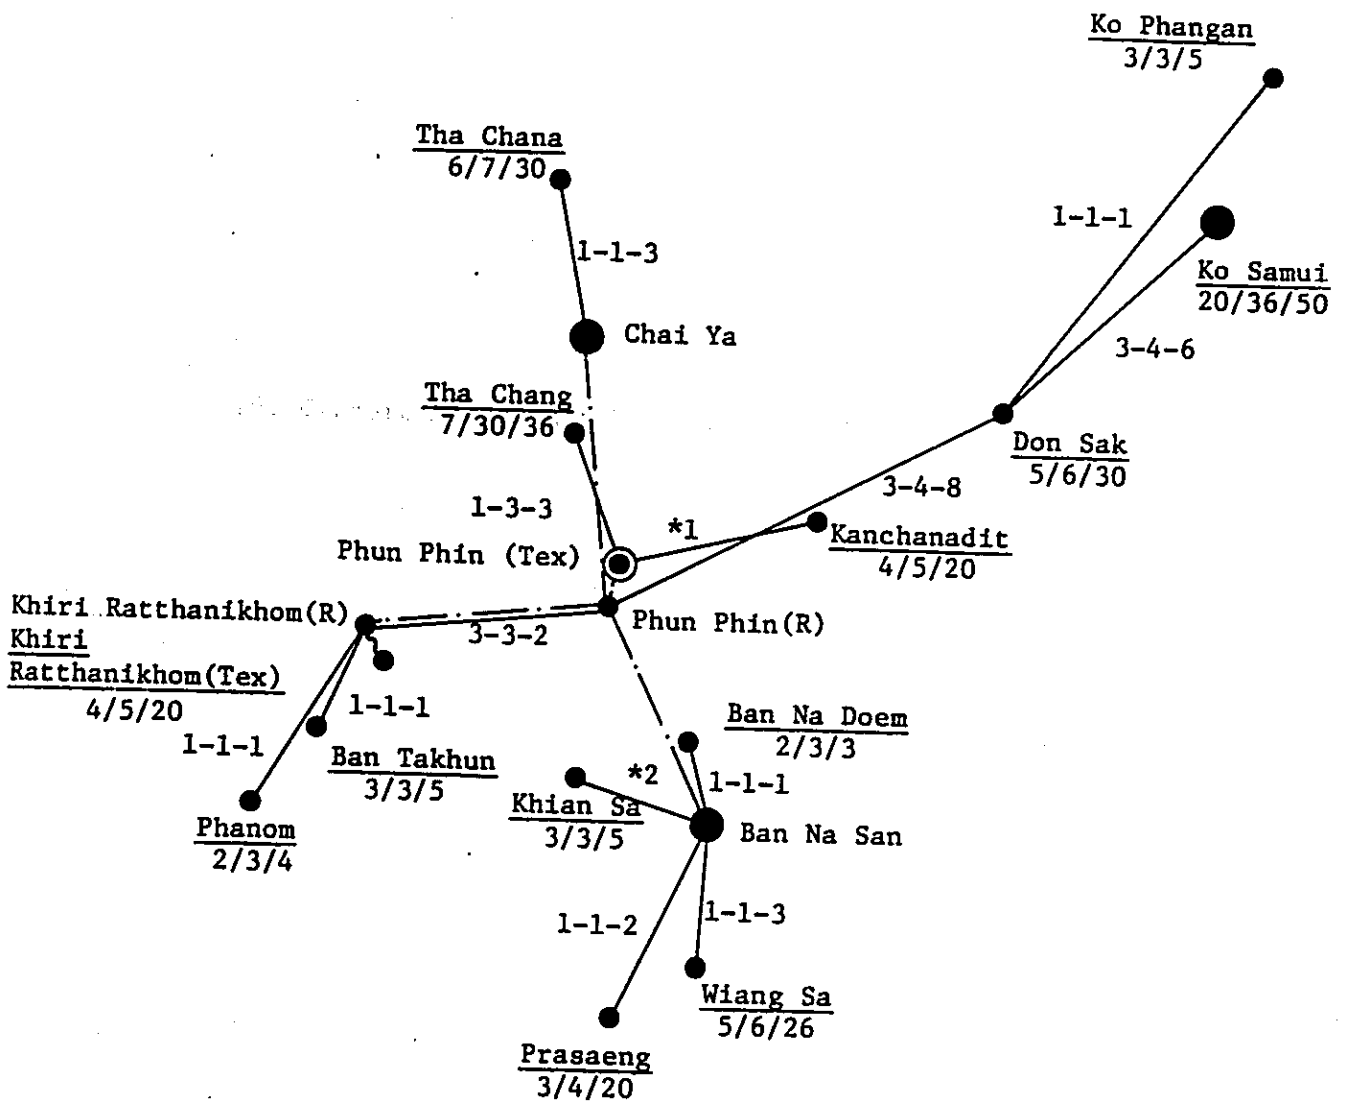 Ko Phangan
3/3/5
Tha Chana
6/7/30
1-1-1
1-1-3
Ko Samui
20/36/50
Chai Ya
3-4-6
Tha Chang
7/30/36
Don Sak
5/6/30
3-4-8
1-3-3
*1
Kanchanadit
4/5/20
Phun Phin (Tex)
Khiri Ratthanikhom(R)
Phun Phin(R)
3-3-2
Khiri
Ratthanikhom(Tex)
4/5/20
1-1-1
1-1-1
Ban Na Doem
2/3/3
Ban Takhun
3/3/5
*2
1-1-1
Khian Sa
3/3/5
Phanom
2/3/4
Ban Na San
1-1-2
1-1-3
Wiang Sa
5/6/26
Prasaeng
3/4/20